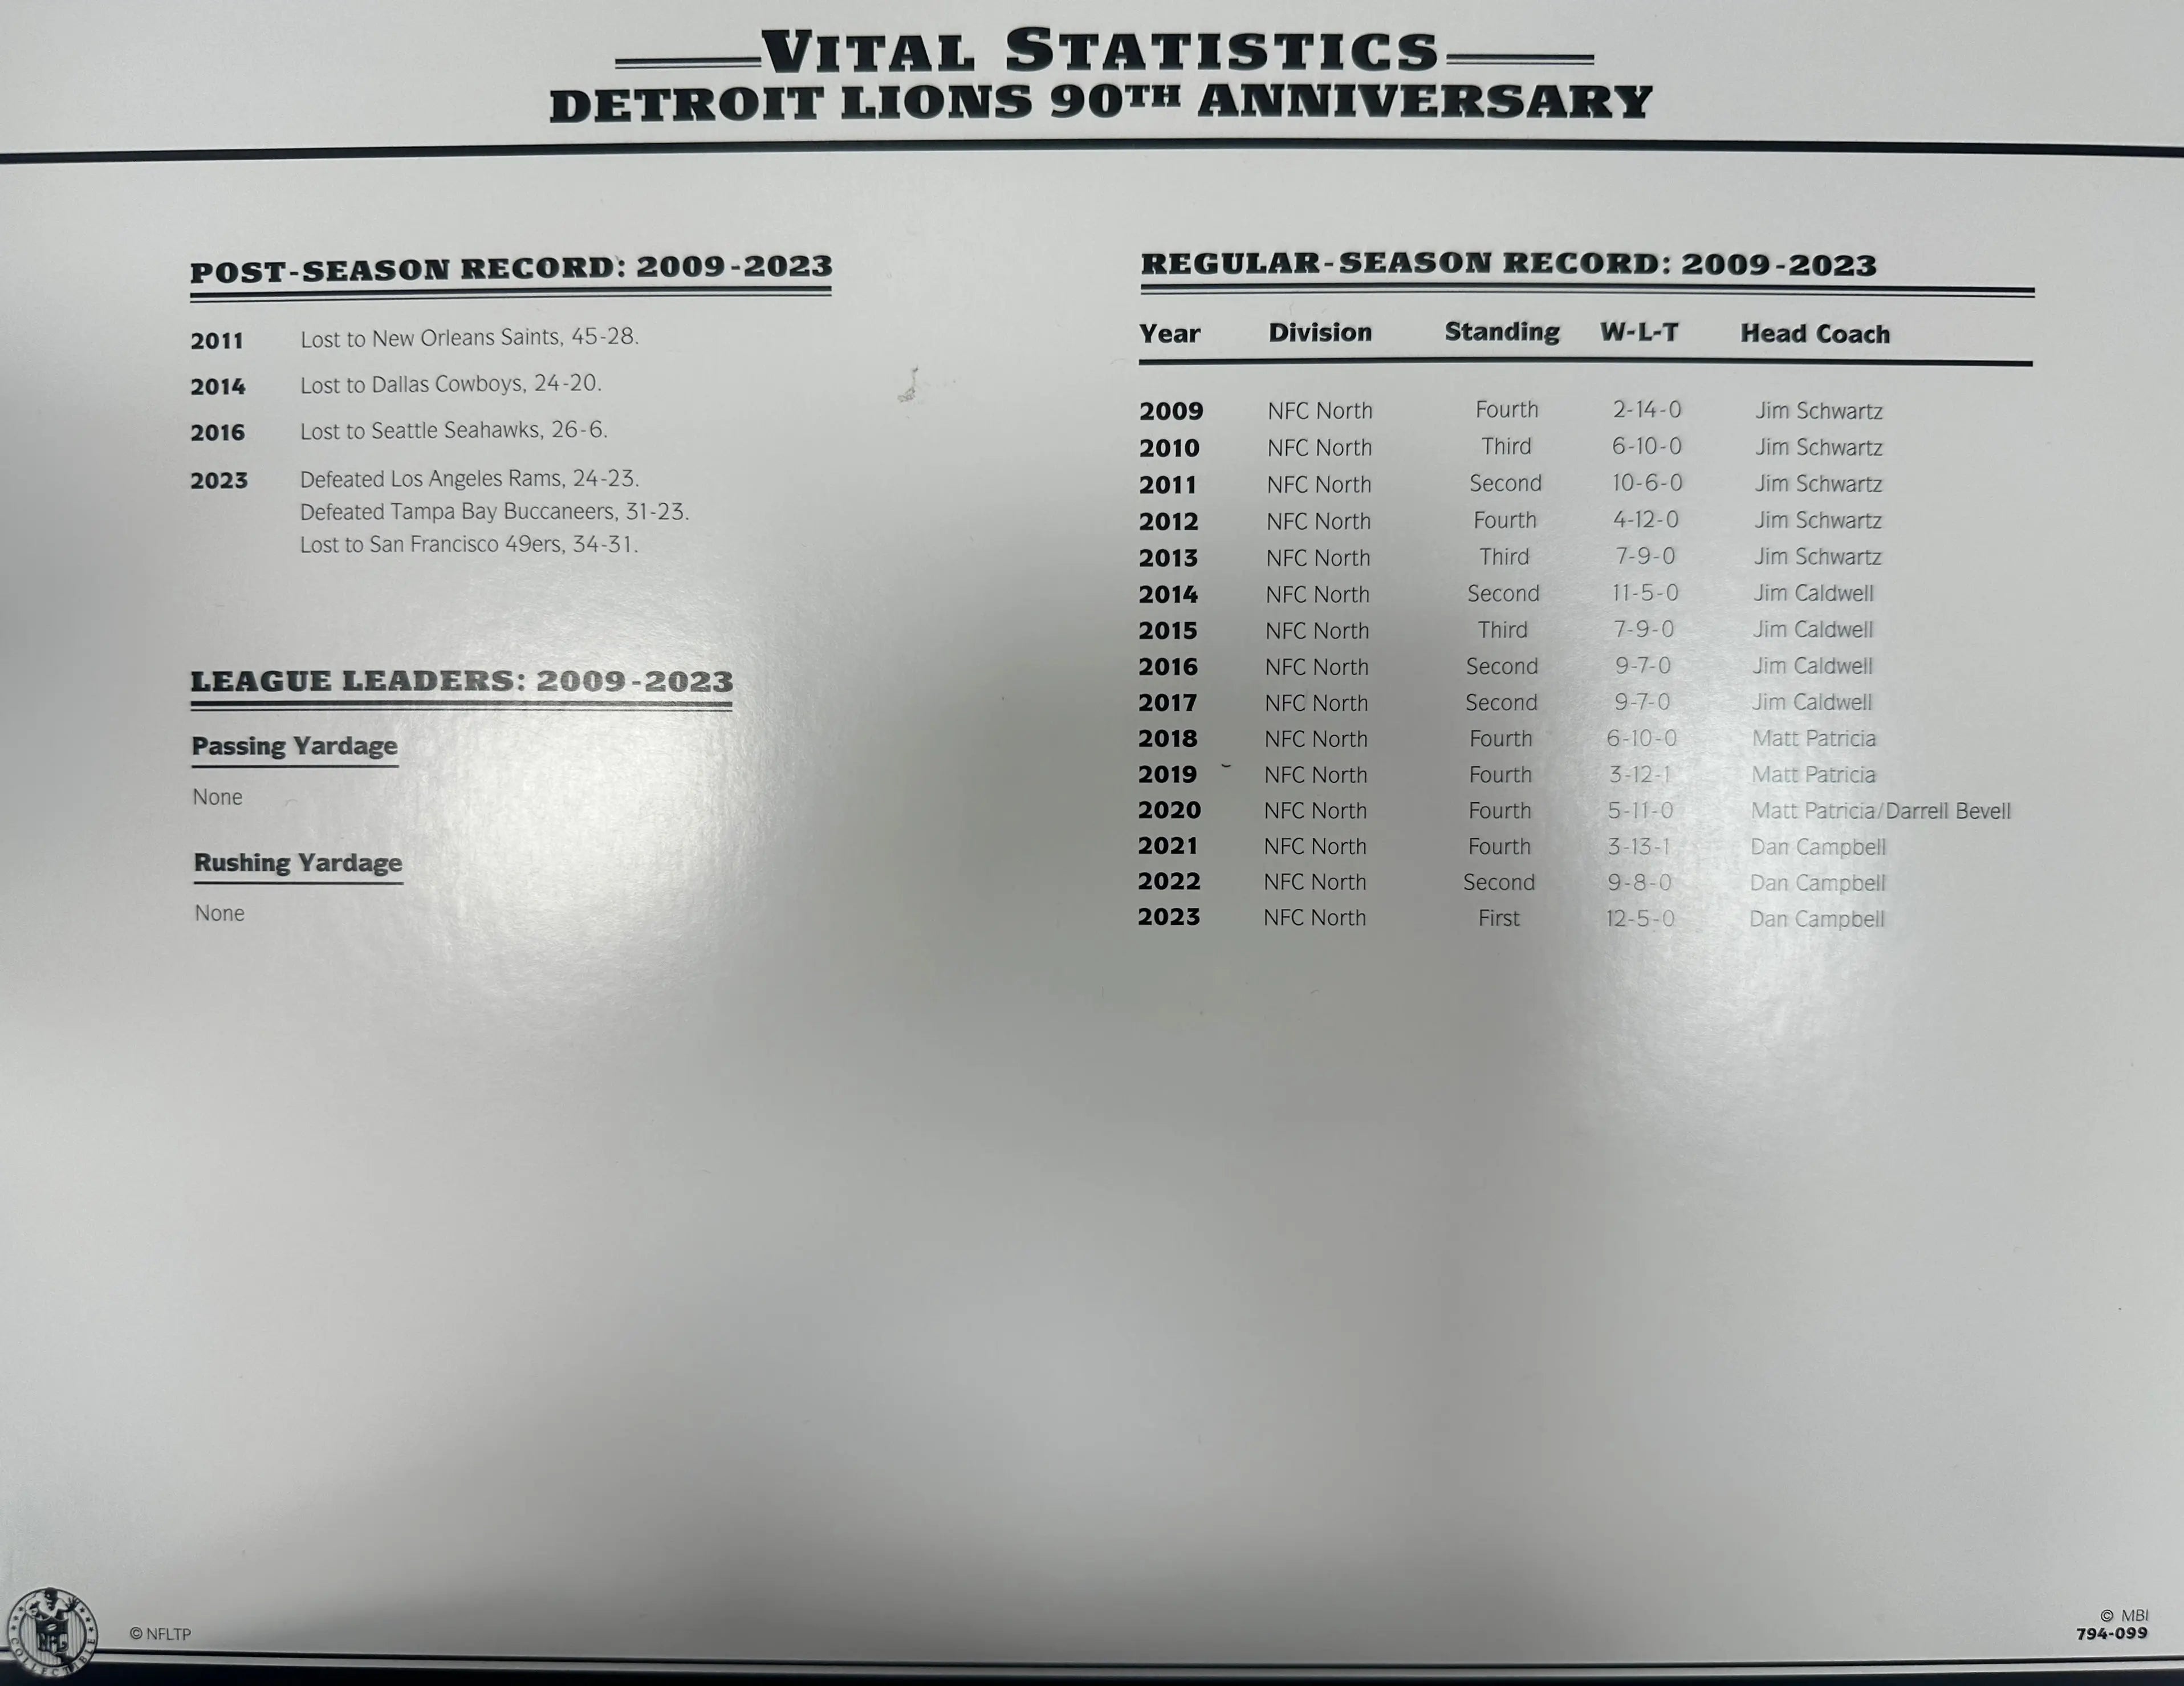 VITAL STATISTICS
DETROIT LIONS 90TH ANNIVERSARY
POST-SEASON RECORD: 2009-2023
2011 Lost to New Orleans Saints, 45-28.
2014 Lost to Dallas Cowboys, 24-20.
2016 Lost to Seattle Seahawks, 26-6.
2023 Defeated Los Angeles Rams, 24-23.
Defeated Tampa Bay Buccaneers, 31-23.
Lost to San Francisco 49ers, 34-31.
LEAGUE LEADERS: 2009-2023
Passing Yardage
None
Rushing Yardage
None
REGULAR-SEASON RECORD: 2009-2023
Year Division Standing W-L-T Head Coach
2009 NFC North Fourth 2-14-0 Jim Schwartz
2010 NFC North Third 6-10-0 Jim Schwartz
2011 NFC North Second 10-6-0 Jim Schwartz
2012 NFC North Fourth 4-12-0 Jim Schwartz
2013 NFC North Third 7-9-0 Jim Schwartz
2014 NFC North Second 11-5-0 Jim Caldwell
2015 NFC North Third 7-9-0 Jim Caldwell
2016 NFC North Second 9-7-0 Jim Caldwell
2017 NFC North Second 9-7-0 Jim Caldwell
2018 NFC North Fourth 6-10-0 Matt Patricia
2019 NFC North Fourth 3-12-1 Matt Patricia
2020 NFC North Fourth 5-11-0 Matt Patricia/Darrell Bevell
2021 NFC North Fourth 3-13-1 Dan Campbell
2022 NFC North Second 9-8-0 Dan Campbell
2023 NFC North First 12-5-0 Dan Campbell
NFL
COLLECTIBLE
© NFLTP
© MBI
794-099